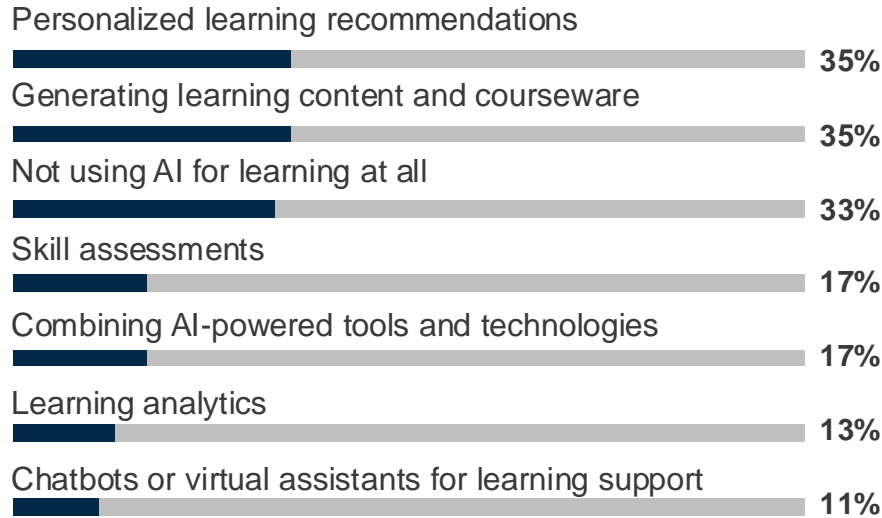 Personalized learning recommendations
35%
Generating learning content and courseware
35%
Not using AI for learning at all
33%
Skill assessments
17%
Combining AI-powered tools and technologies
17%
Learning analytics
13%
Chatbots or virtual assistants for learning support
11%